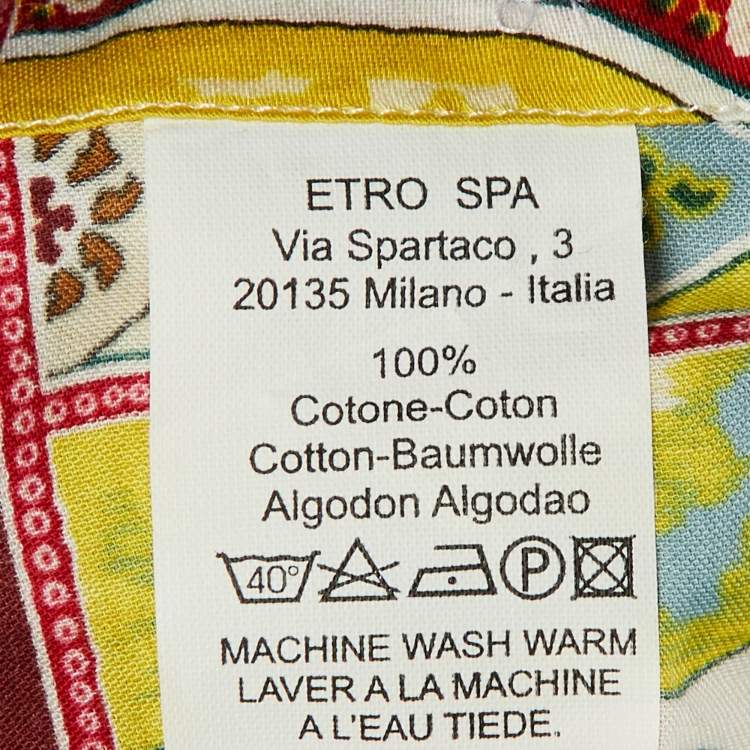 ETRO SPA
Via Spartaco , 3
20135 Milano - Italia
100%
Cotone-Coton
Cotton-Baumwolle
Algodon Algodao
40° P
MACHINE WASH WARM
LAVER A LA MACHINE
A L'EAU TIEDE.